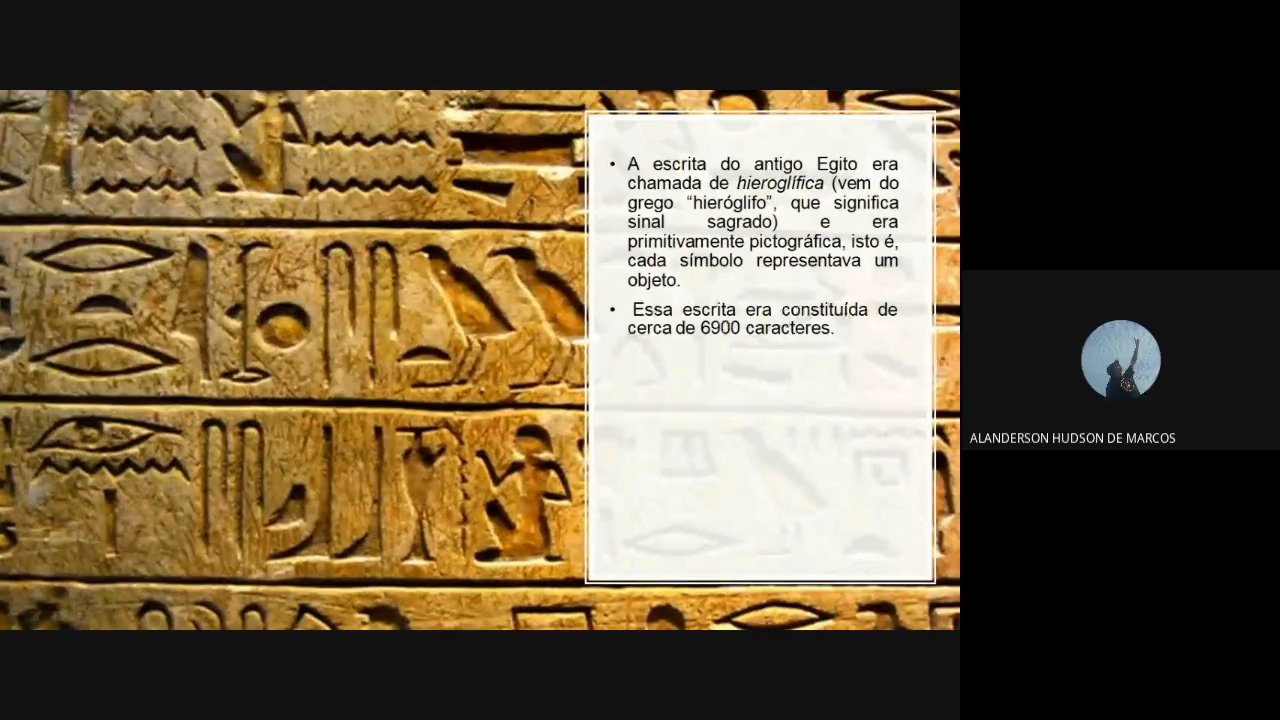 • A escrita do antigo Egito era
chamada de hieroglífica (vem do
grego “hieróglifo”, que significa
sinal sagrado) e era
primitivamente pictográfica, isto é,
cada símbolo representava um
objeto.
• Essa escrita era constituída de
cerca de 6900 caracteres.
ALANDERSON HUDSON DE MARCOS